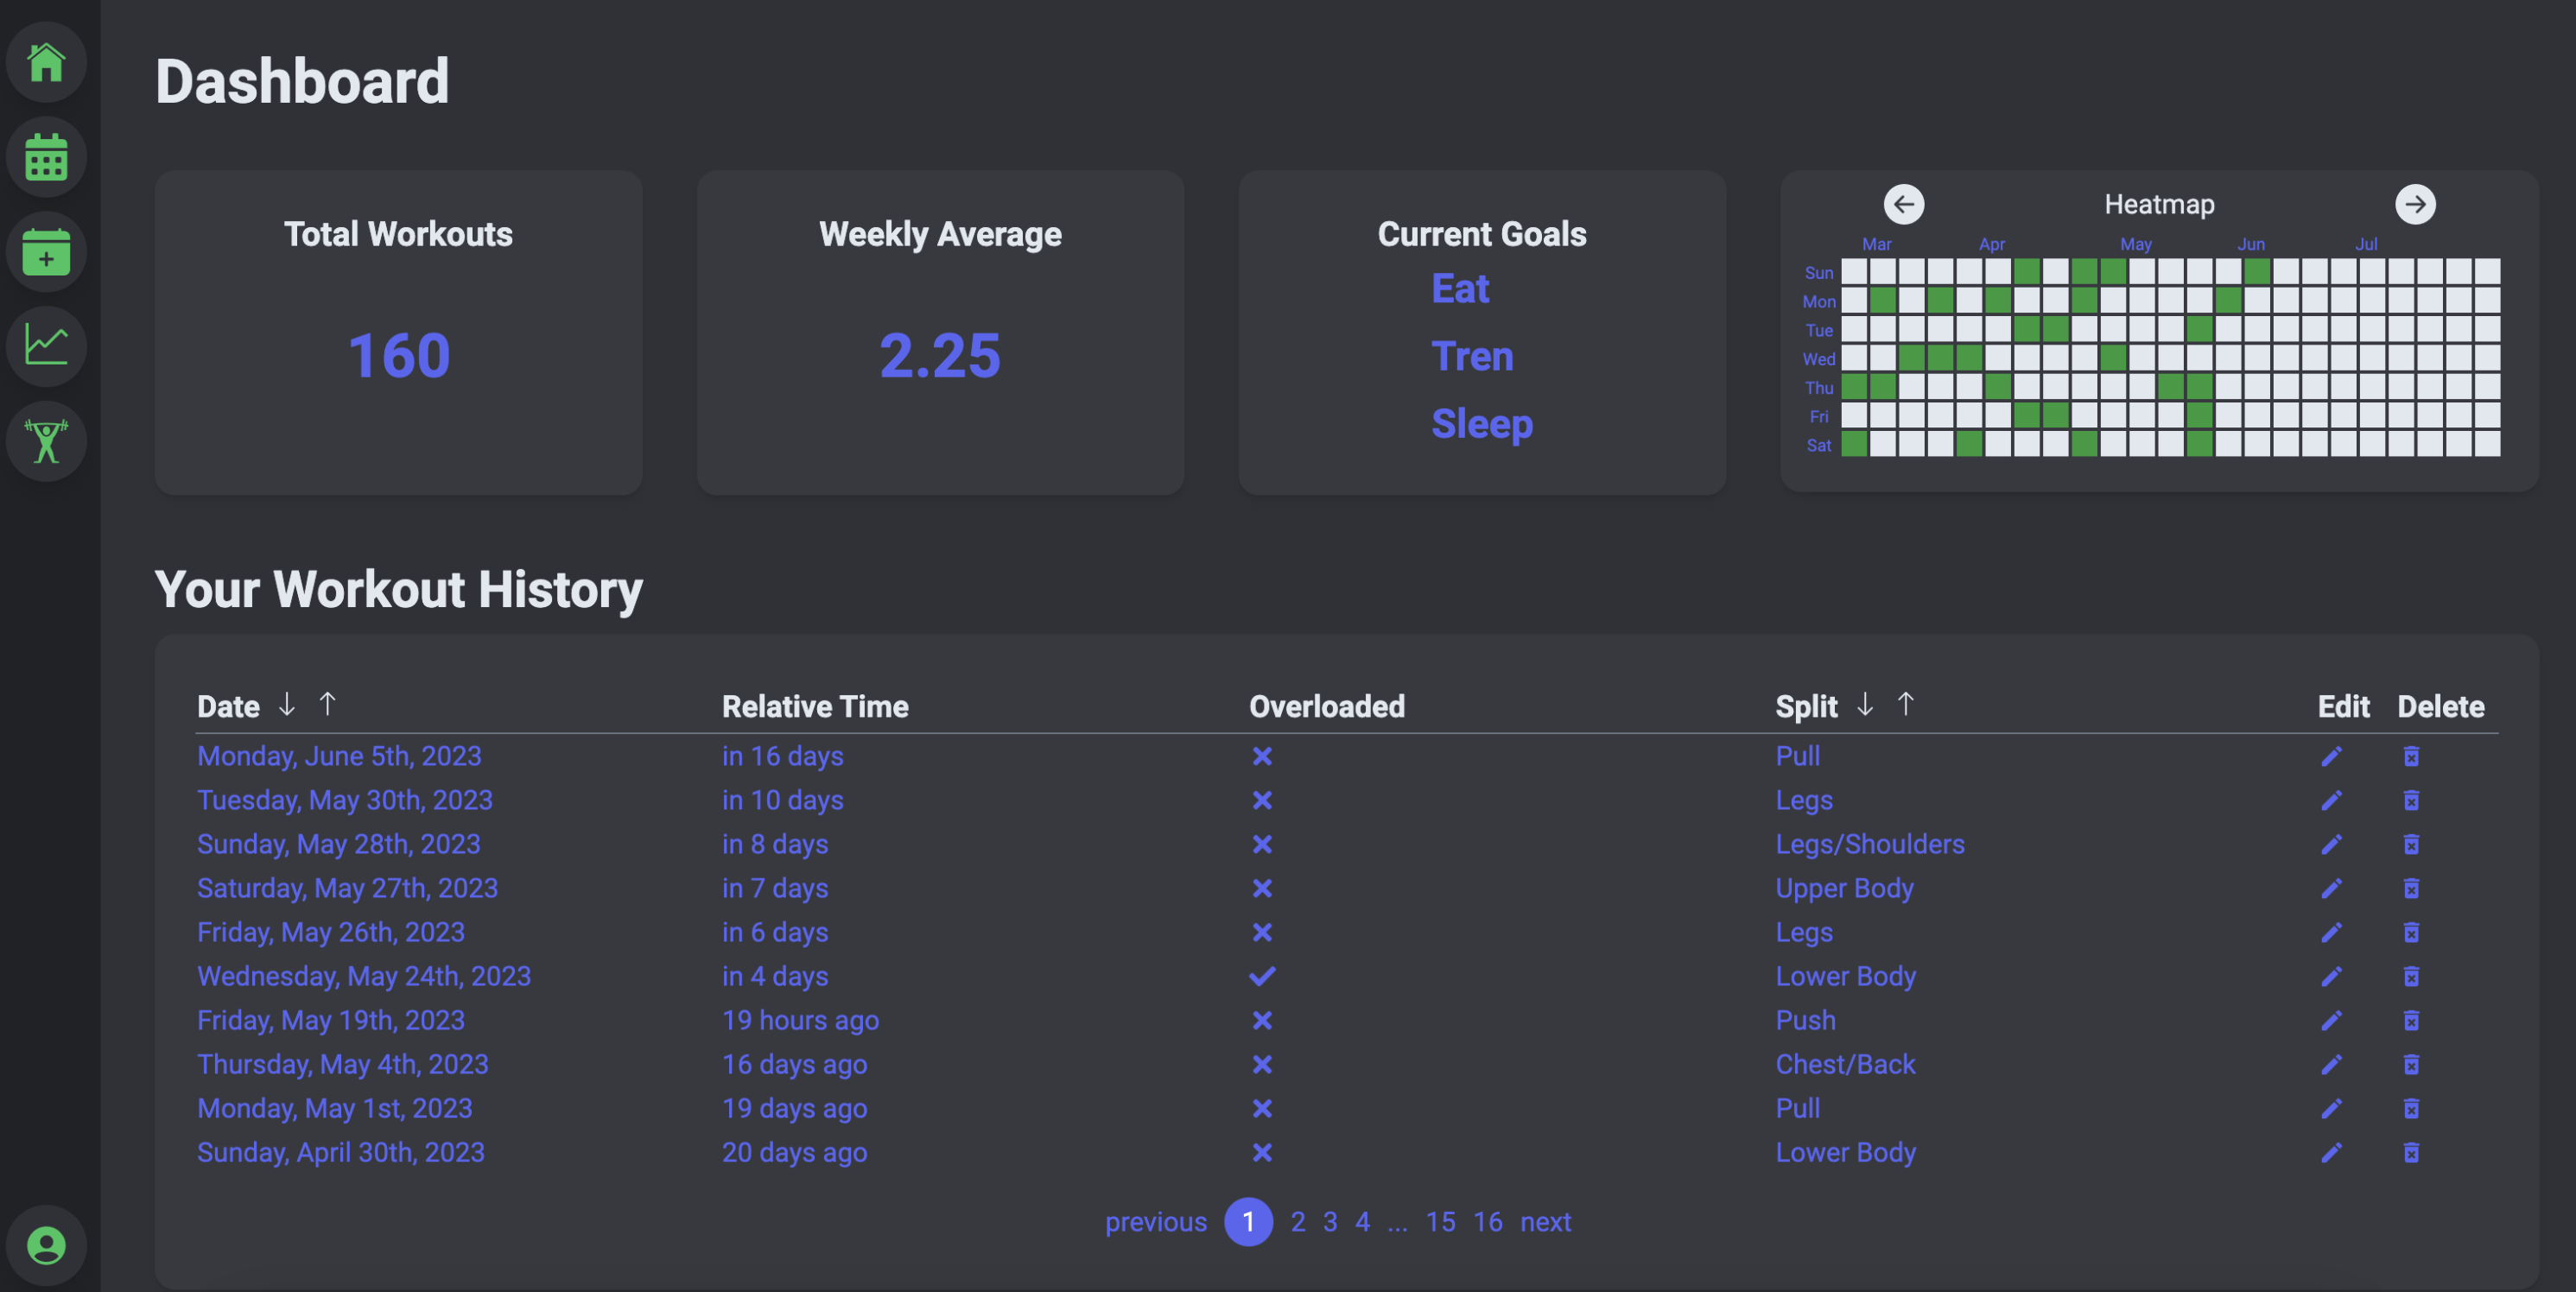 Dashboard
Total Workouts
160
Weekly Average
2.25
Current Goals
Eat
Tren
Sleep
Heatmap
Mar Apr May Jun Jul
Sun
Mon
Tue
Wed
Thu
Fri
Sat
Your Workout History
Date Relative Time Overloaded Split Edit Delete
Monday, June 5th, 2023 in 16 days Pull
Tuesday, May 30th, 2023 in 10 days Legs
Sunday, May 28th, 2023 in 8 days Legs/Shoulders
Saturday, May 27th, 2023 in 7 days Upper Body
Friday, May 26th, 2023 in 6 days Legs
Wednesday, May 24th, 2023 in 4 days Lower Body
Friday, May 19th, 2023 19 hours ago Push
Thursday, May 4th, 2023 16 days ago Chest/Back
Monday, May 1st, 2023 19 days ago Pull
Sunday, April 30th, 2023 20 days ago Lower Body
previous 1 2 3 4 ... 15 16 next